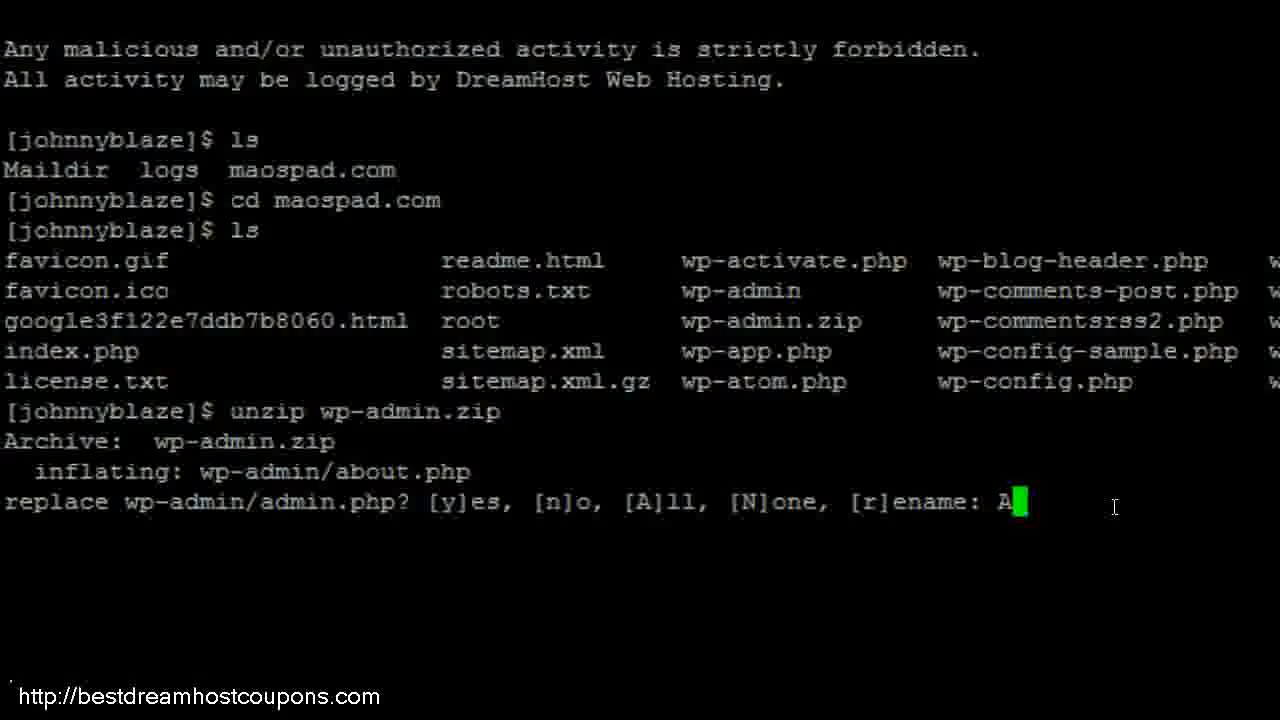 Any malicious and/or unauthorized activity is strictly forbidden.
All activity may be logged by DreamHost Web Hosting.
[johnnyblaze]$ ls
Maildir logs maospad.com
[johnnyblaze]$ cd maospad.com
[johnnyblaze]$ ls
favicon.gif readme.html wp-activate.php wp-blog-header.php w
favicon.ico robots.txt wp-admin wp-comments-post.php w
google3f122e7ddb7b8060.html root wp-admin.zip wp-commentsrss2.php w
index.php sitemap.xml wp-app.php wp-config-sample.php w
license.txt sitemap.xml.gz wp-atom.php wp-config.php w
[johnnyblaze]$ unzip wp-admin.zip
Archive: wp-admin.zip
inflating: wp-admin/about.php
replace wp-admin/admin.php? [y]es, [n]o, [A]ll, [N]one, [r]ename: A
http://bestdreamhostcoupons.com